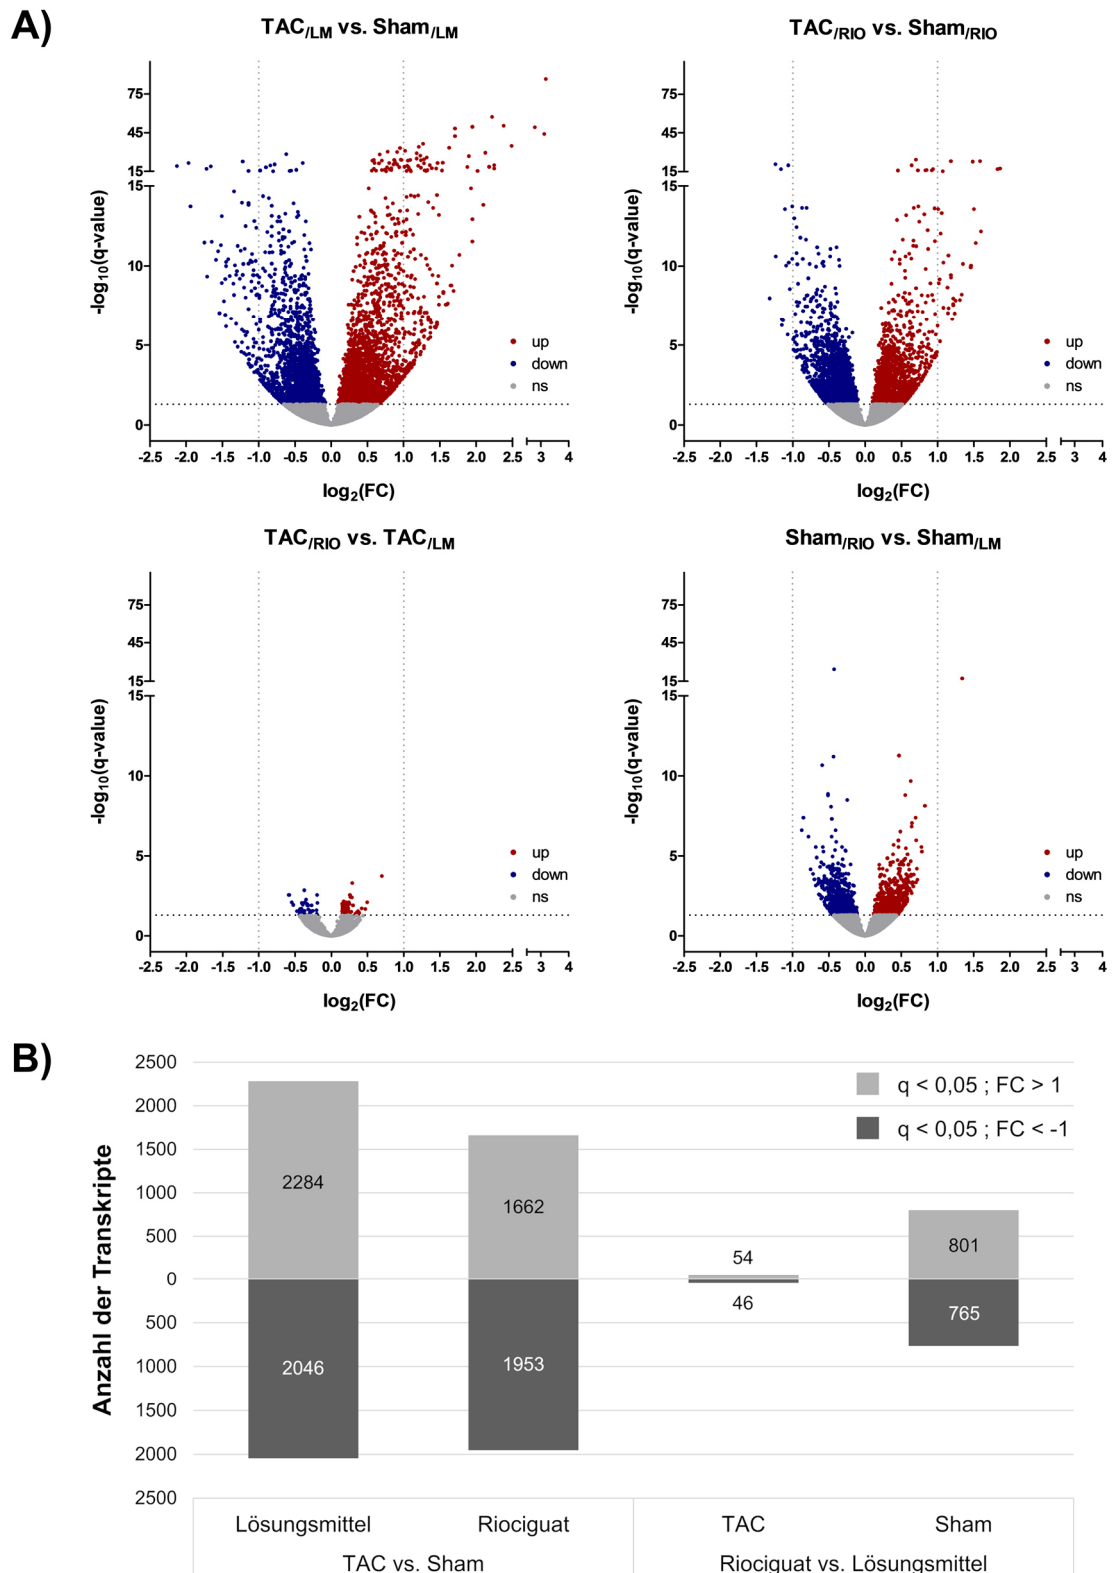 A)
TAC/LM vs. Sham/LM
75
45
15
15
10
5
0
-log10(q-value)
up
down
ns
-2.5 -2.0 -1.5 -1.0 -0.5 0.0 0.5 1.0 1.5 2.0 2.5 3 4
log2(FC)
TAC/RIO vs. Sham/RIO
75
45
15
15
10
5
0
-log10(q-value)
up
down
ns
-2.5 -2.0 -1.5 -1.0 -0.5 0.0 0.5 1.0 1.5 2.0 2.5 3 4
log2(FC)
TAC/RIO vs. TAC/LM
75
45
15
15
10
5
0
-log10(q-value)
up
down
ns
-2.5 -2.0 -1.5 -1.0 -0.5 0.0 0.5 1.0 1.5 2.0 2.5 3 4
log2(FC)
Sham/RIO vs. Sham/LM
75
45
15
15
10
5
0
-log10(q-value)
up
down
ns
-2.5 -2.0 -1.5 -1.0 -0.5 0.0 0.5 1.0 1.5 2.0 2.5 3 4
log2(FC)
B)
Anzahl der Transkripte
2500
2000
1500
1000
500
0
500
1000
1500
2000
2500
q < 0,05 ; FC > 1
q < 0,05 ; FC < -1
2284
1662
54
801
2046
1953
46
765
Lösungsmittel Riociguat TAC Sham
TAC vs. Sham Riociguat vs. Lösungsmittel